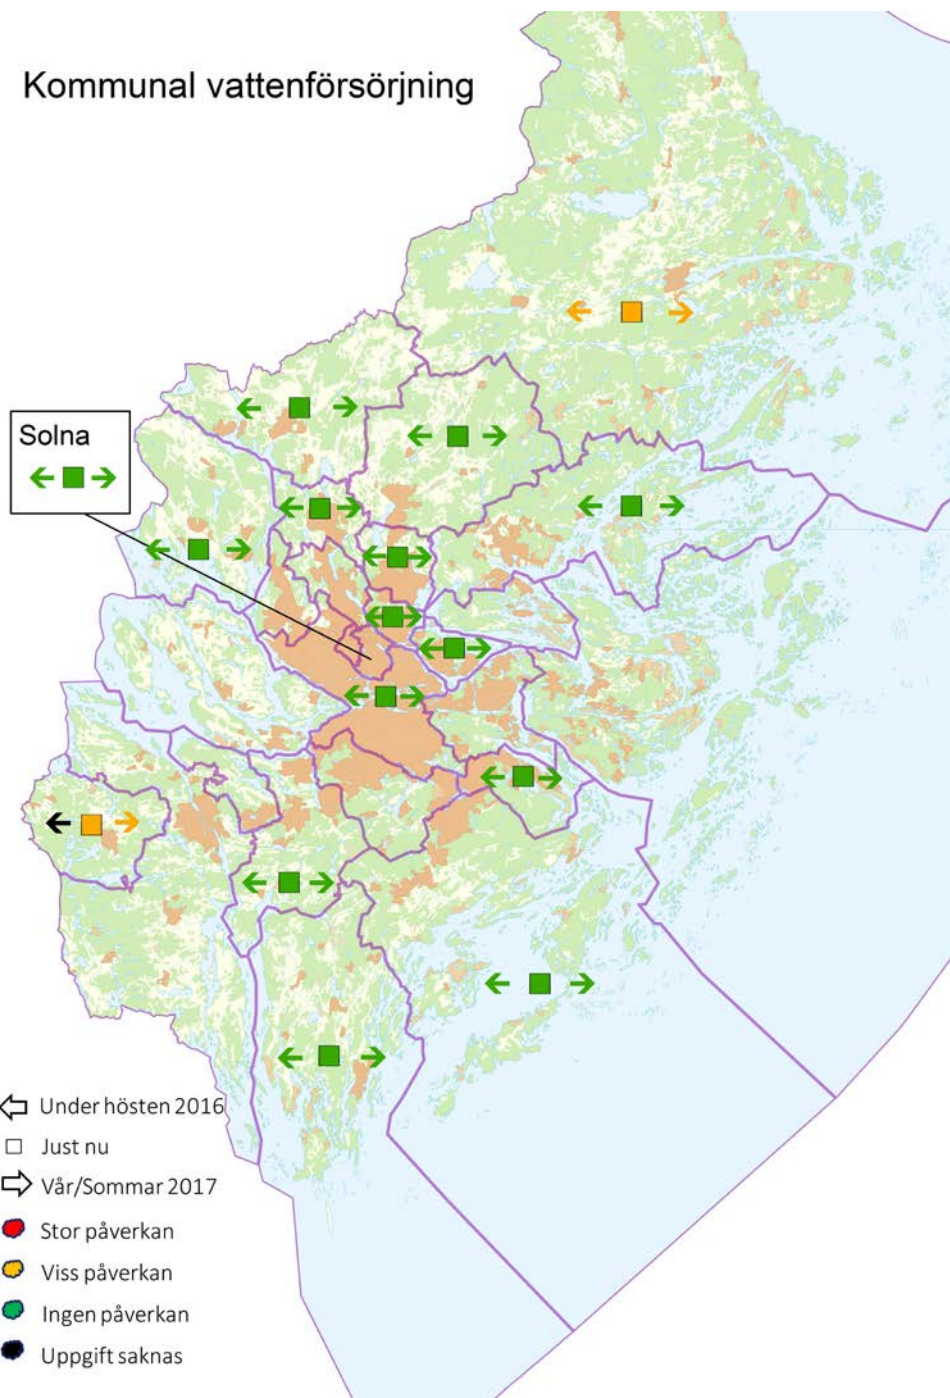 Kommunal vattenförsörjning
Solna
Under hösten 2016
Just nu
Vår/Sommar 2017
Stor påverkan
Viss påverkan
Ingen påverkan
Uppgift saknas